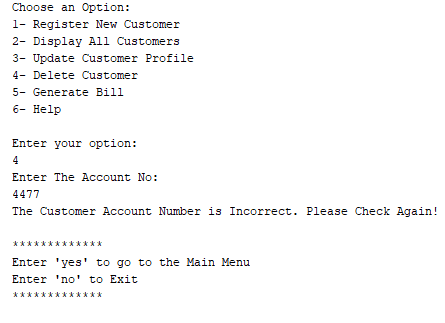 Choose an Option:
1- Register New Customer
2- Display All Customers
3- Update Customer Profile
4- Delete Customer
5- Generate Bill
6- Help
Enter your option:
4
Enter The Account No:
4477
The Customer Account Number is Incorrect. Please Check Again!
*************
Enter 'yes' to go to the Main Menu
Enter 'no' to Exit
*************